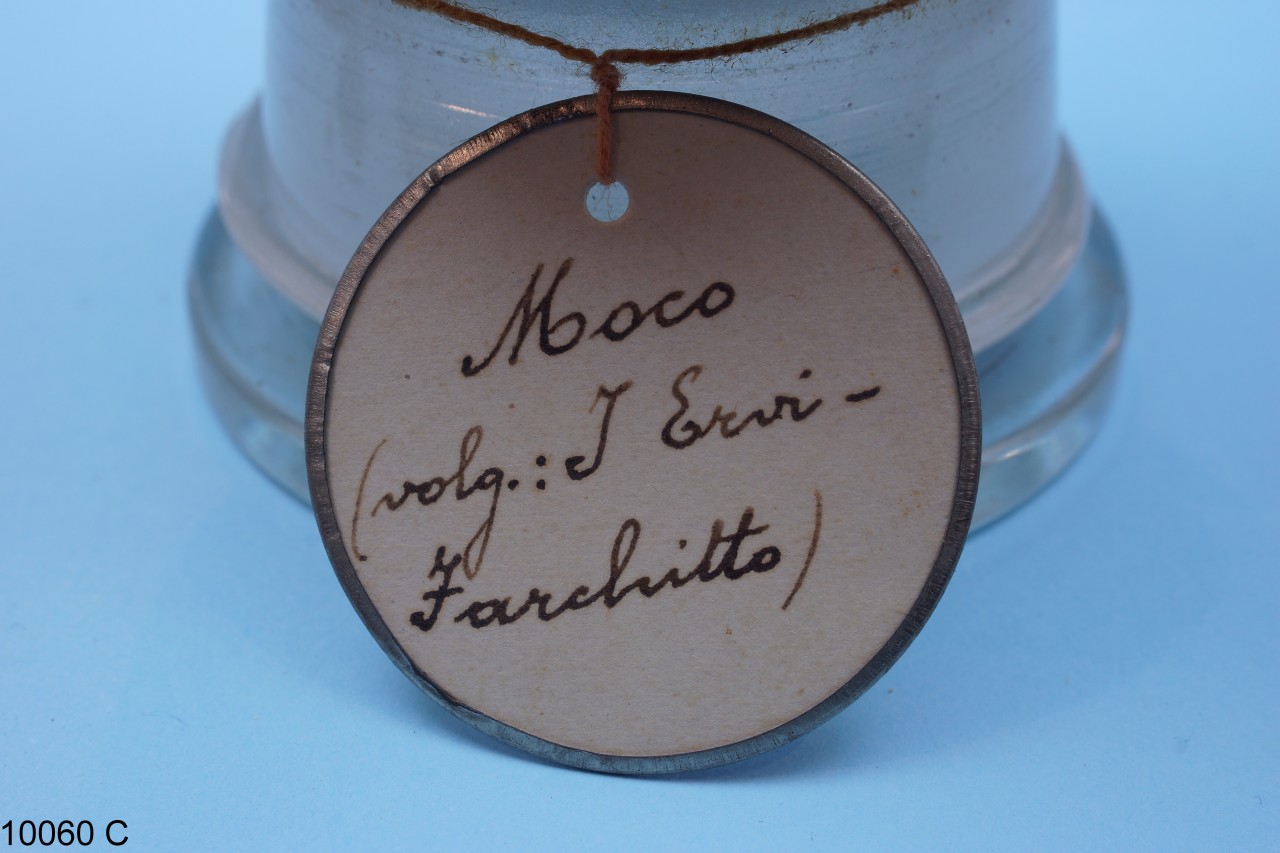 Moco
(volg.: I Ervi -
Farchitto)
10060 C